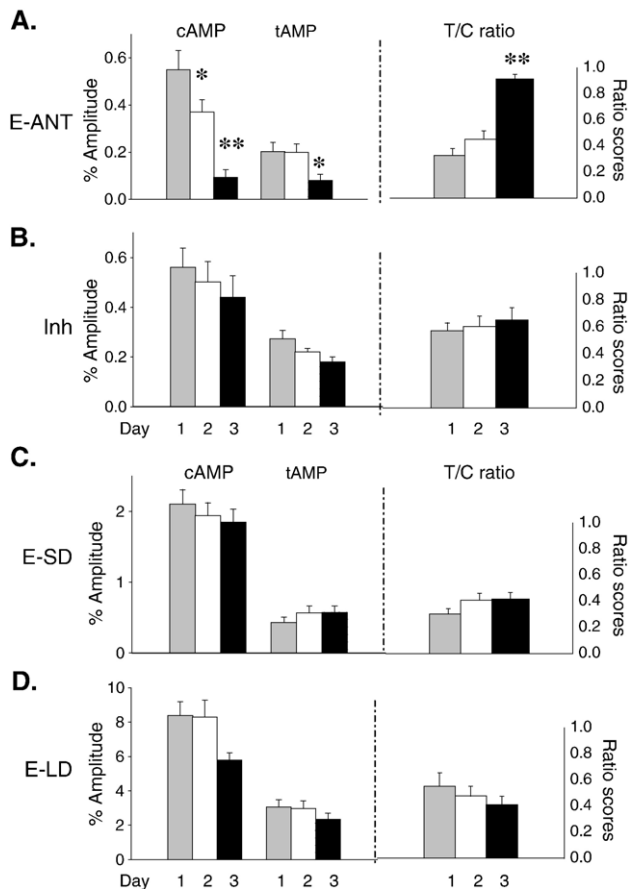 A.
cAMP tAMP T/C ratio
E-ANT
% Amplitude
0.6
0.4
0.2
0.0
* ** * **
1.0
0.8
0.6
0.4
0.2
0.0
Ratio scores
B.
Inh
% Amplitude
0.6
0.4
0.2
0.0
1.0
0.8
0.6
0.4
0.2
0.0
Ratio scores
Day 1 2 3 1 2 3 1 2 3
C.
cAMP tAMP T/C ratio
E-SD
% Amplitude
2
1
0
1.0
0.8
0.6
0.4
0.2
0.0
Ratio scores
D.
E-LD
% Amplitude
10
8
6
4
2
0
1.0
0.8
0.6
0.4
0.2
0.0
Ratio scores
Day 1 2 3 1 2 3 1 2 3